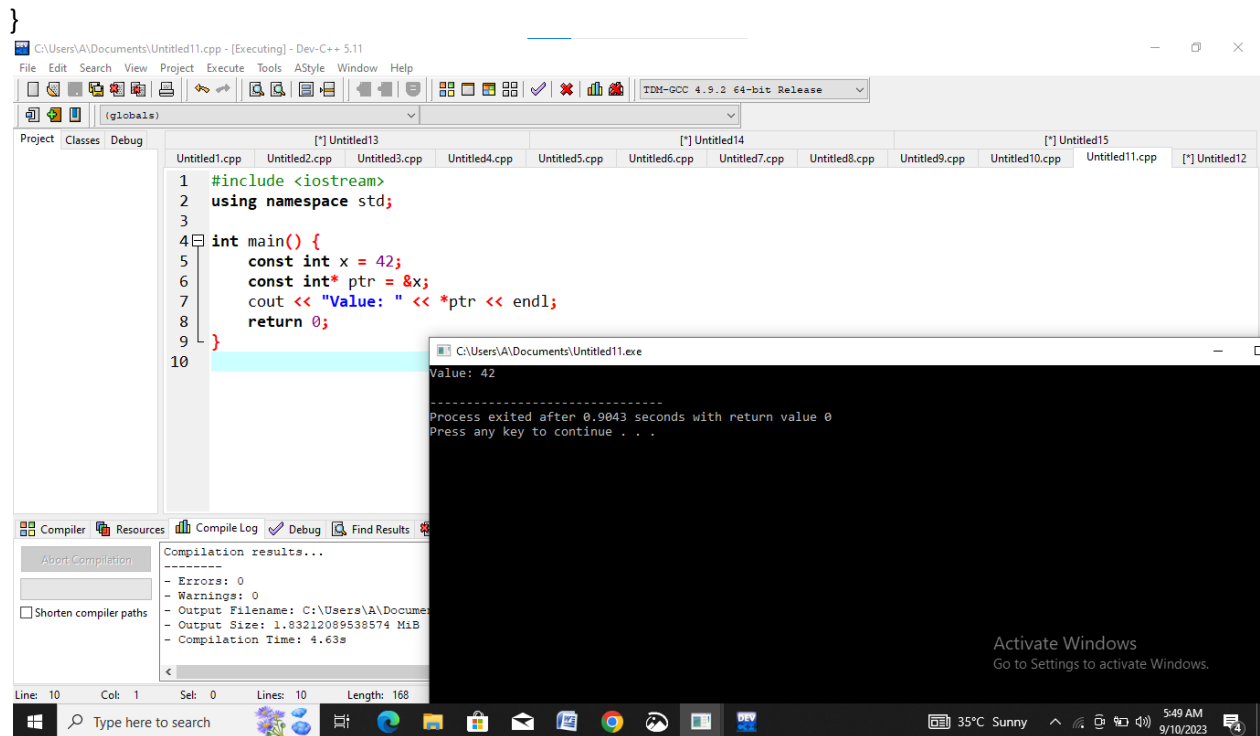 }
C:\Users\A\Documents\Untitled11.cpp - [Executing] - Dev-C++ 5.11
File Edit Search View Project Execute Tools AStyle Window Help
TDM-GCC 4.9.2 64-bit Release
(globals)
Project Classes Debug
[*] Untitled13 [*] Untitled14 [*] Untitled15
Untitled1.cpp Untitled2.cpp Untitled3.cpp Untitled4.cpp Untitled5.cpp Untitled6.cpp Untitled7.cpp Untitled8.cpp Untitled9.cpp Untitled10.cpp Untitled11.cpp [*] Untitled12
1 #include <iostream>
2 using namespace std;
3
4 int main() {
5 const int x = 42;
6 const int* ptr = &x;
7 cout << "Value: " << *ptr << endl;
8 return 0;
9 }
10
C:\Users\A\Documents\Untitled11.exe
Value: 42
--------------------------------
Process exited after 0.9043 seconds with return value 0
Press any key to continue . . .
Compiler Resources Compile Log Debug Find Results
Abort Compilation
Shorten compiler paths
Compilation results...
--------
- Errors: 0
- Warnings: 0
- Output Filename: C:\Users\A\Docume
- Output Size: 1.83212089538574 MiB
- Compilation Time: 4.63s
Activate Windows
Go to Settings to activate Windows.
Line: 10 Col: 1 Sel: 0 Lines: 10 Length: 168
Type here to search
DEV
35°C Sunny
5:49 AM
9/10/2023
4